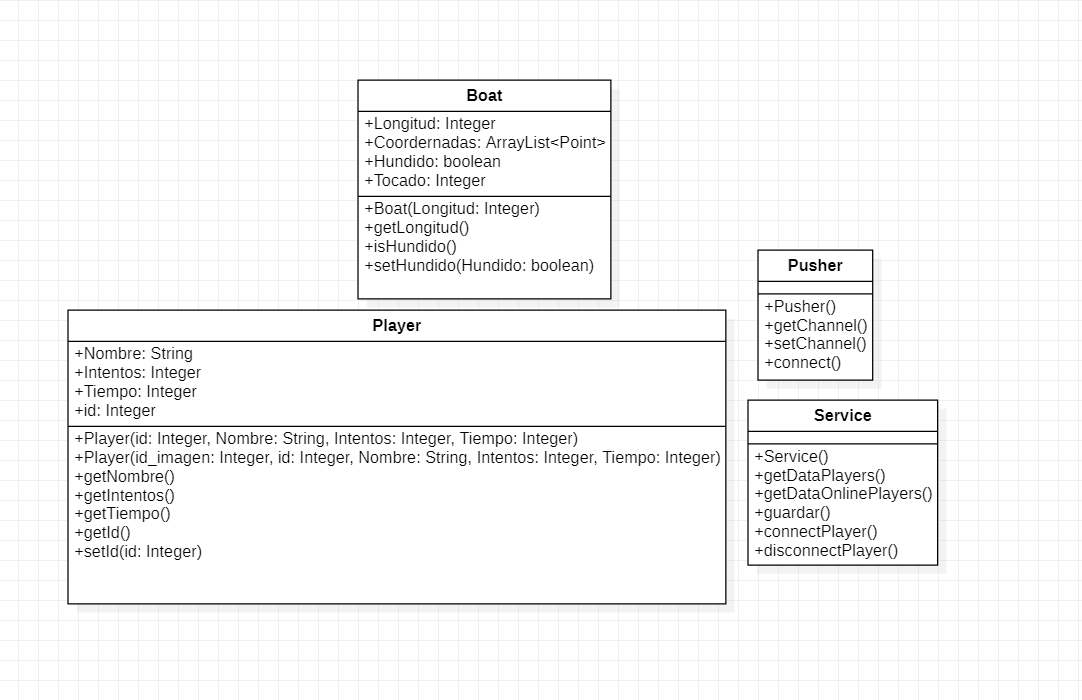 Boat
+Longitud: Integer
+Coordernadas: ArrayList<Point>
+Hundido: boolean
+Tocado: Integer
+Boat(Longitud: Integer)
+getLongitud()
+isHundido()
+setHundido(Hundido: boolean)
Player
+Nombre: String
+Intentos: Integer
+Tiempo: Integer
+id: Integer
+Player(id: Integer, Nombre: String, Intentos: Integer, Tiempo: Integer)
+Player(id_imagen: Integer, id: Integer, Nombre: String, Intentos: Integer, Tiempo: Integer)
+getNombre()
+getIntentos()
+getTiempo()
+getId()
+setId(id: Integer)
Pusher
+Pusher()
+getChannel()
+setChannel()
+connect()
Service
+Service()
+getDataPlayers()
+getDataOnlinePlayers()
+guardar()
+connectPlayer()
+disconnectPlayer()